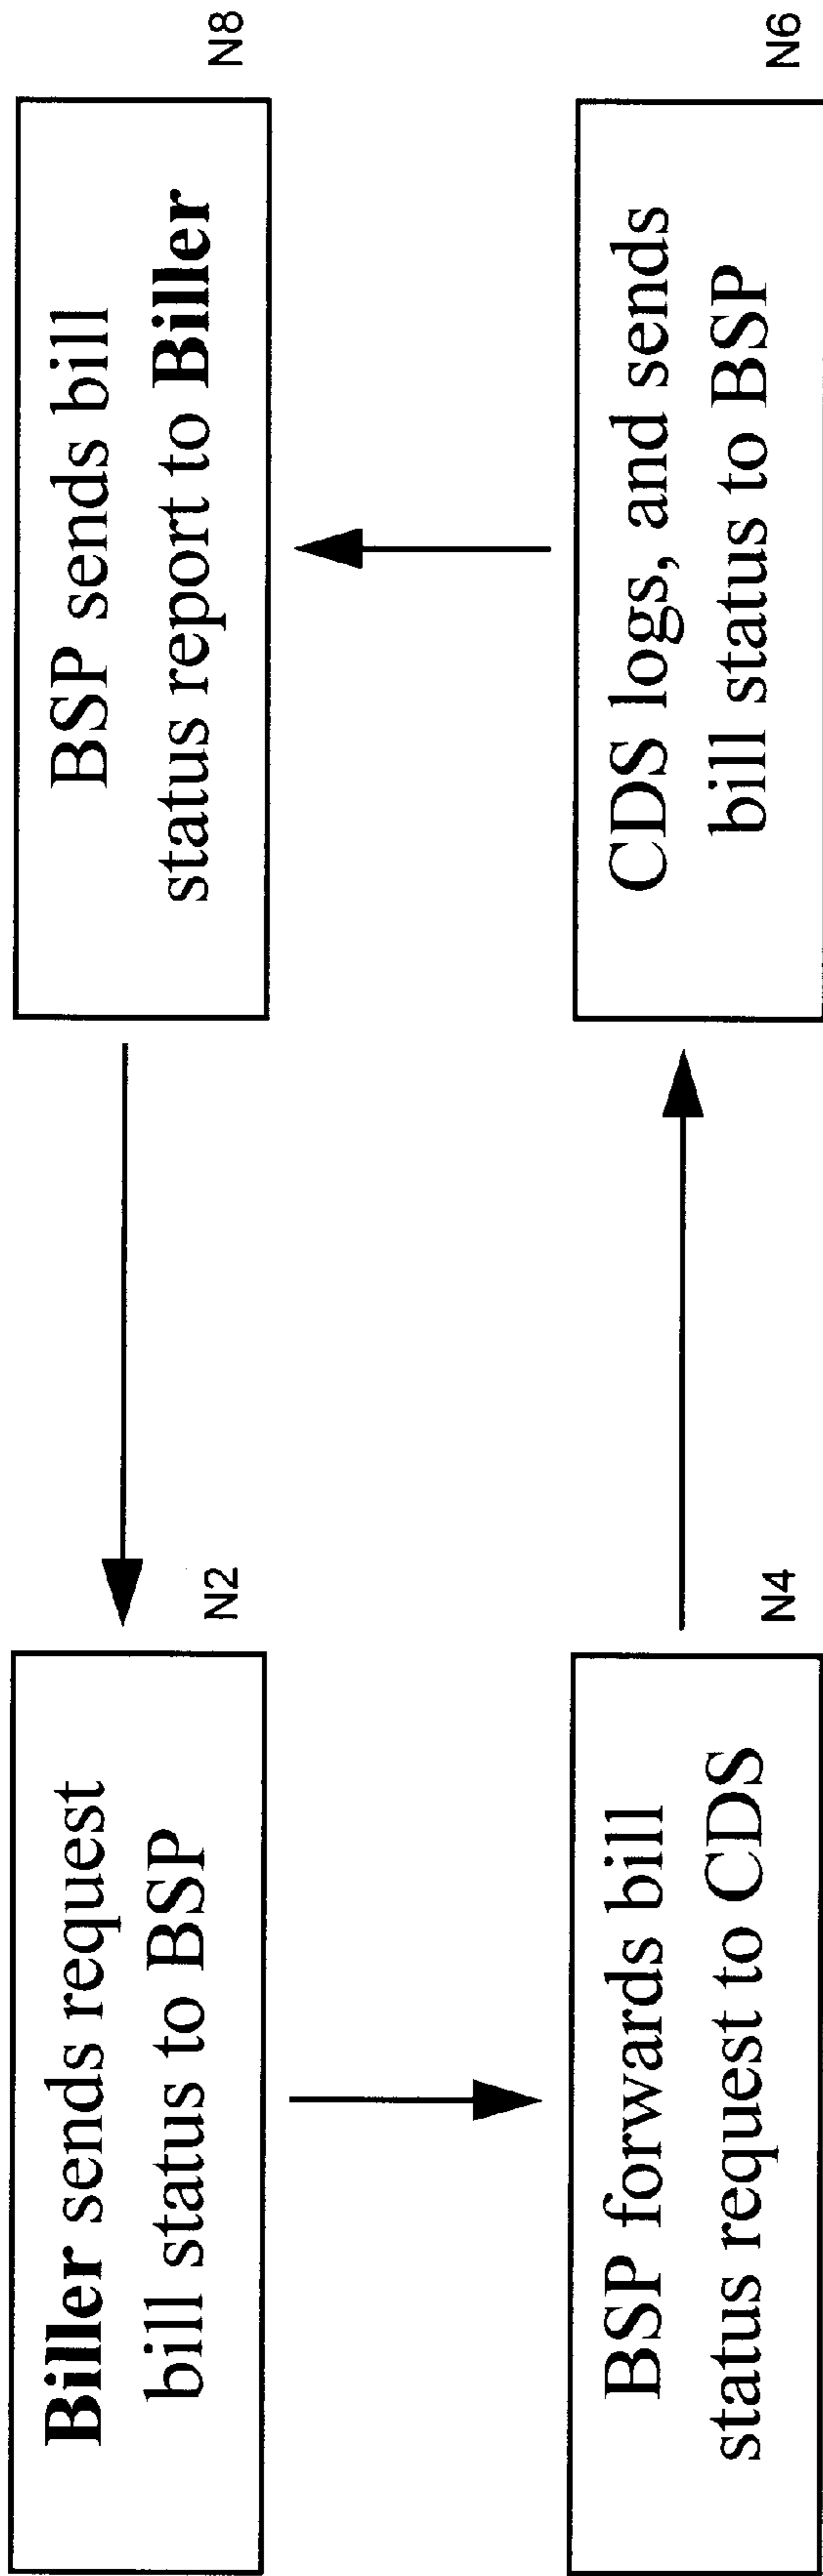 Biller sends request
bill status to BSP
N2
BSP forwards bill
status request to CDS
N4
CDS logs, and sends
bill status to BSP
N6
BSP sends bill
status report to Biller
N8